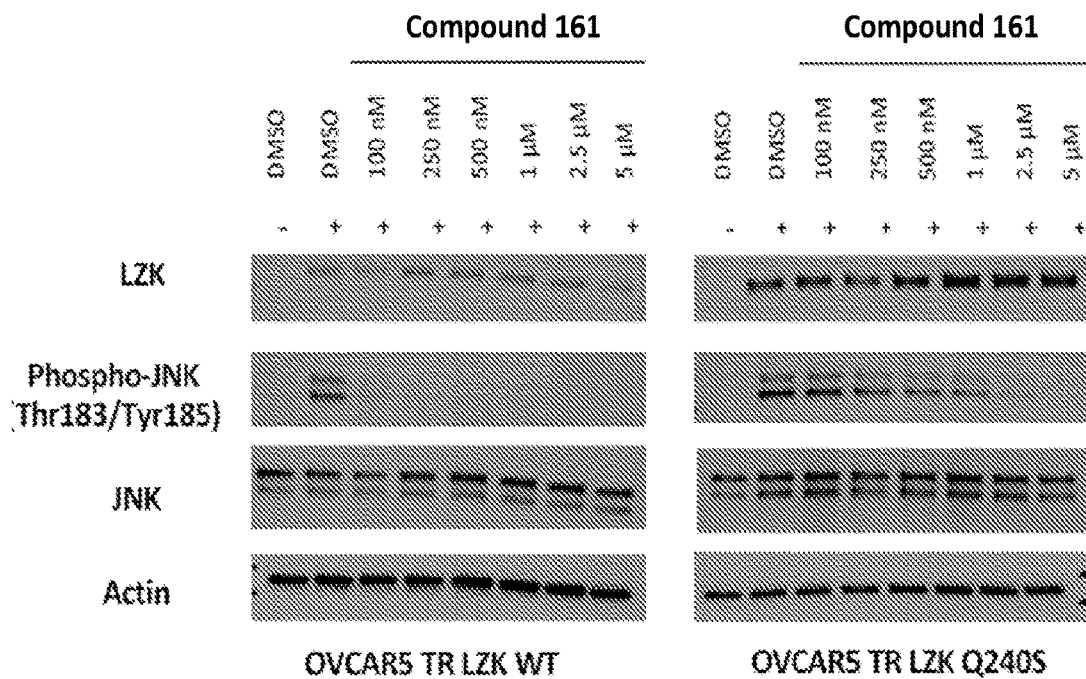 Compound 161 Compound 161
DMSO DMSO 100 nM 250 nM 500 nM 1 µM 2.5 µM 5 µM DMSO DMSO 100 nM 250 nM 500 nM 1 µM 2.5 µM 5 µM
- + + + + + + + - + + + + + + +
LZK
Phospho-JNK
(Thr183/Tyr185)
JNK
Actin
OVCAR5 TR LZK WT OVCAR5 TR LZK Q240S